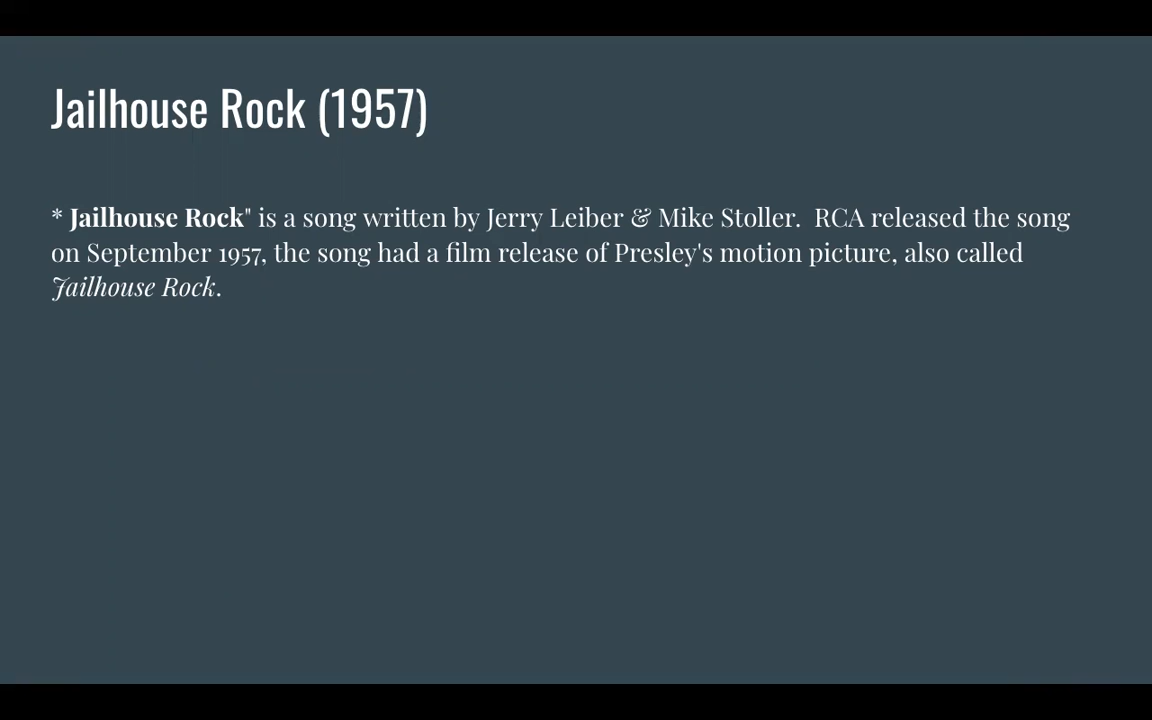 Jailhouse Rock (1957)
* Jailhouse Rock" is a song written by Jerry Leiber & Mike Stoller.  RCA released the song
on September 1957, the song had a film release of Presley's motion picture, also called
Jailhouse Rock.